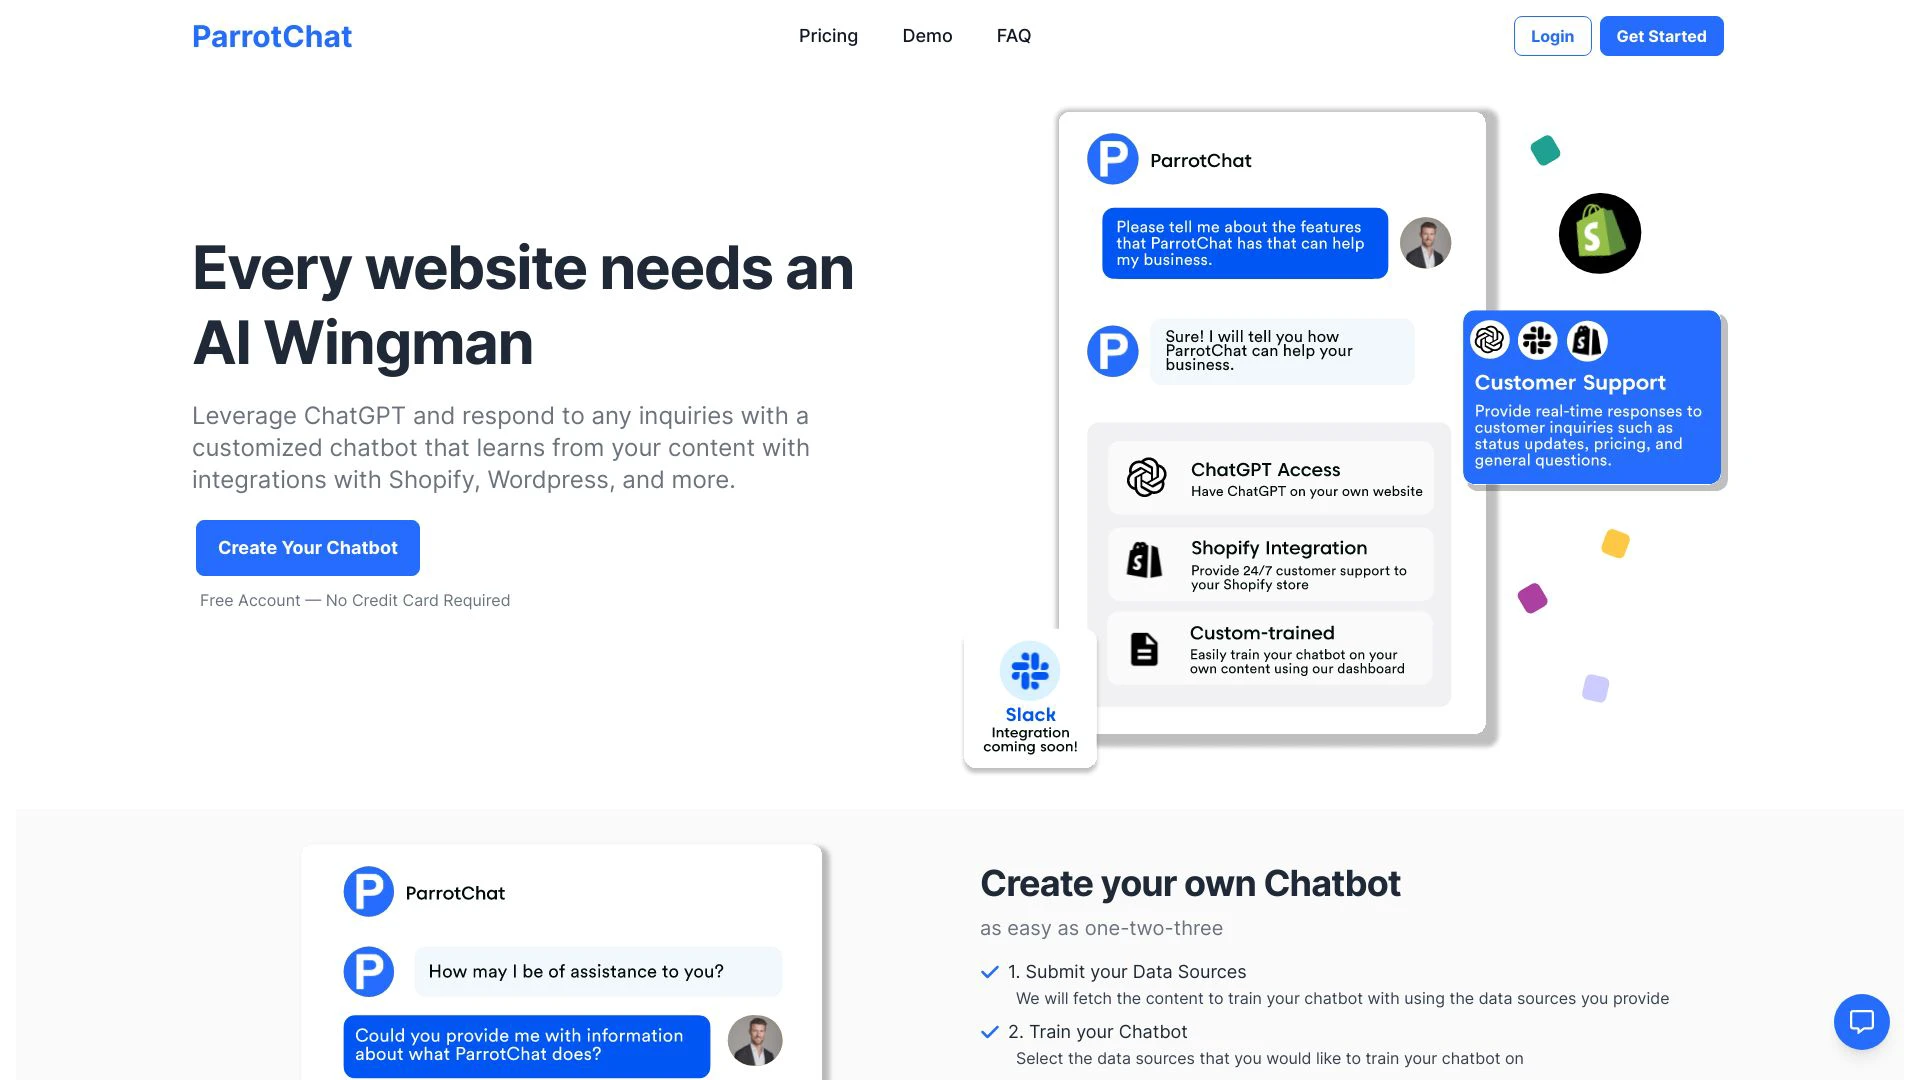 ParrotChat
Pricing
Demo
FAQ
Login
Get Started
Every website needs an
AI Wingman
Leverage ChatGPT and respond to any inquiries with a
customized chatbot that learns from your content with
integrations with Shopify, Wordpress, and more.
Create Your Chatbot
Free Account — No Credit Card Required
ParrotChat
Please tell me about the features
that ParrotChat has that can help
my business.
Sure! I will tell you how
ParrotChat can help your
business.
Customer Support
Provide real-time responses to
customer inquiries such as
status updates, pricing, and
general questions.
ChatGPT Access
Have ChatGPT on your own website
Shopify Integration
Provide 24/7 customer support to
your Shopify store
Custom-trained
Easily train your chatbot on your
own content using our dashboard
Slack
Integration
coming soon!
ParrotChat
How may I be of assistance to you?
Could you provide me with information
about what ParrotChat does?
Create your own Chatbot
as easy as one-two-three
1. Submit your Data Sources
We will fetch the content to train your chatbot with using the data sources you provide
2. Train your Chatbot
Select the data sources that you would like to train your chatbot on